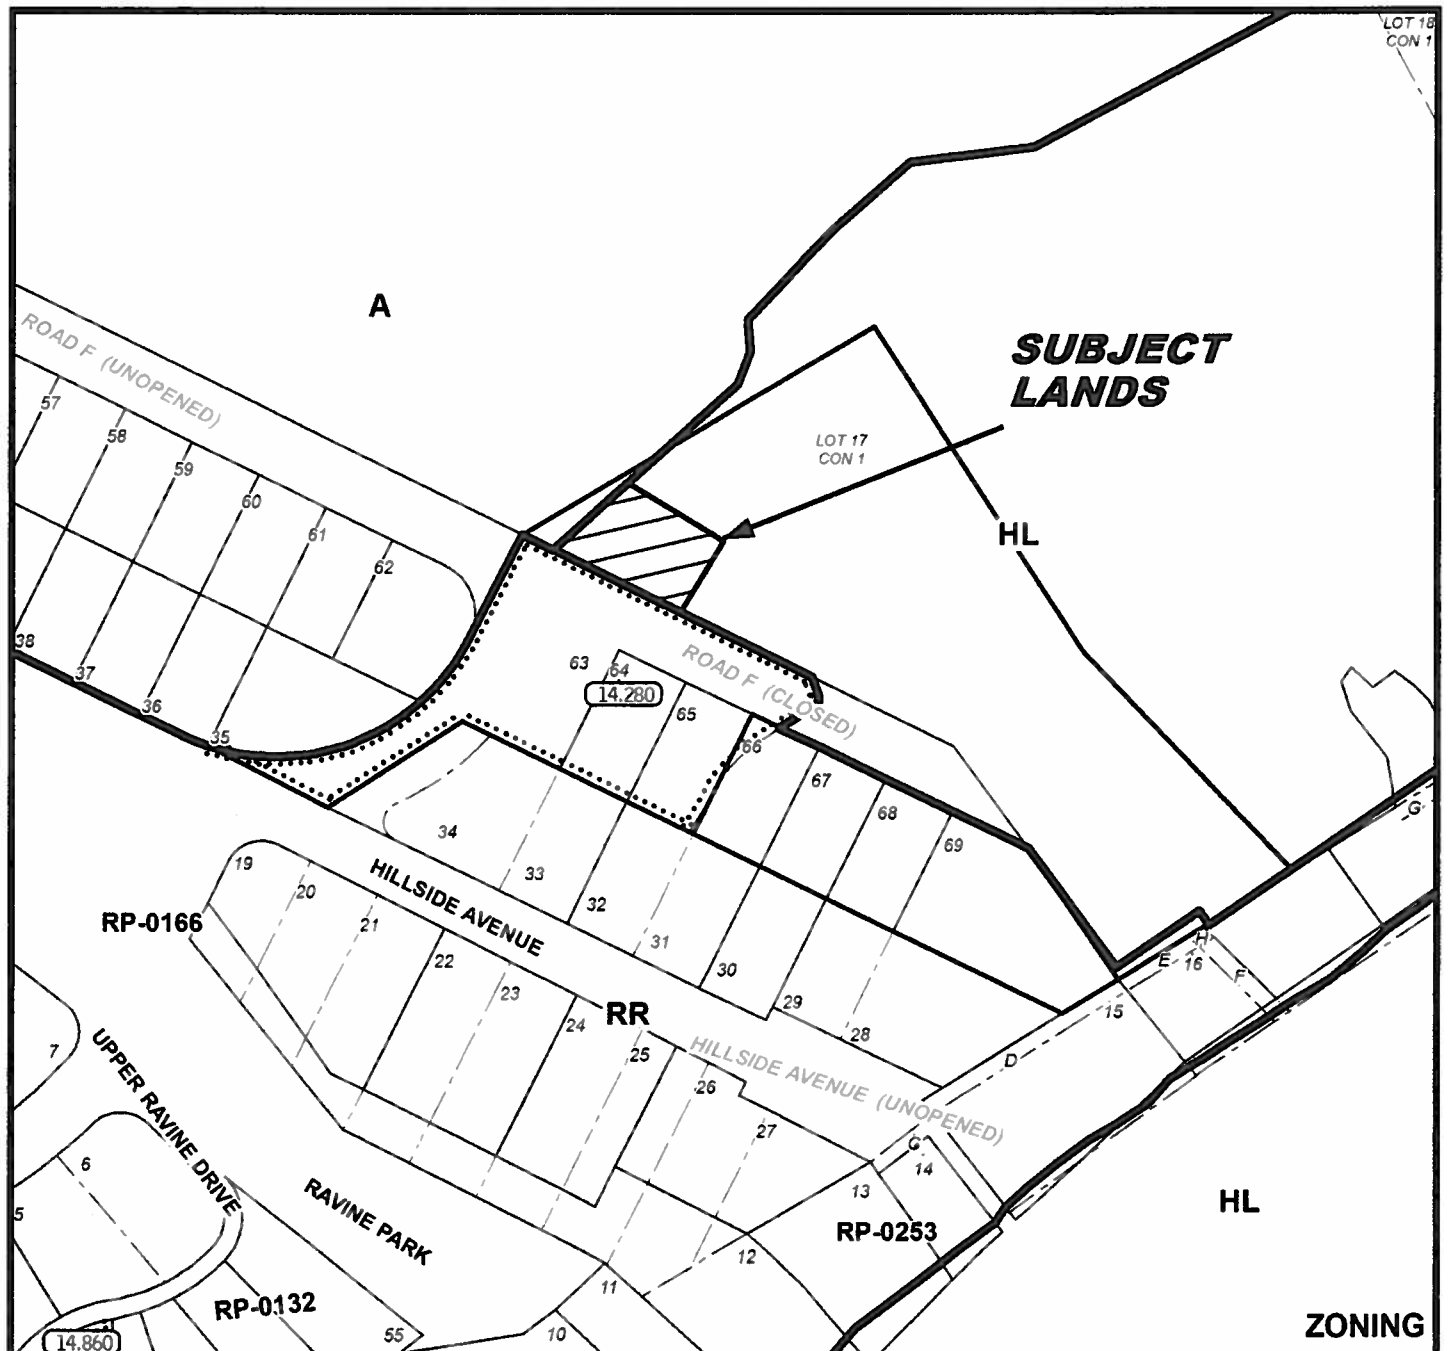 LOT 18
CON 1
A
SUBJECT
LANDS
ROAD F (UNOPENED)
LOT 17
CON 1
57
58
59
60
61
62
HL
38
37
36
35
63
64
14.280
65
ROAD F (CLOSED)
66
67
68
69
34
33
32
31
30
29
28
HILLSIDE AVENUE
19
20
21
22
23
24
25
26
27
RP-0166
RR
HILLSIDE AVENUE (UNOPENED)
G
H
E
16
F
15
D
C
14
13
12
11
10
7
UPPER RAVINE DRIVE
6
5
RAVINE PARK
RP-0253
HL
RP-0132
55
14.860
ZONING